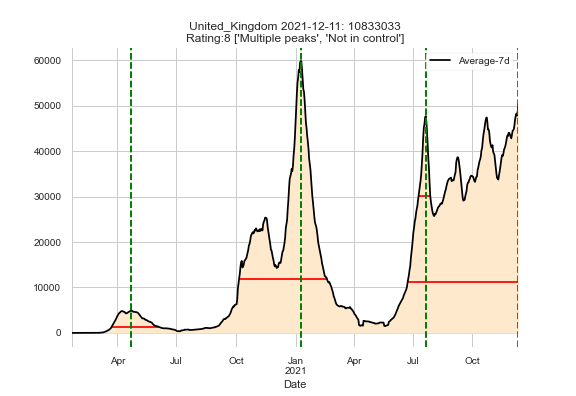 United_Kingdom 2021-12-11: 10833033
Rating:8 ['Multiple peaks', 'Not in control']
Average-7d
60000
50000
40000
30000
20000
10000
0
Apr Jul Oct Jan Apr Jul Oct
2021
Date